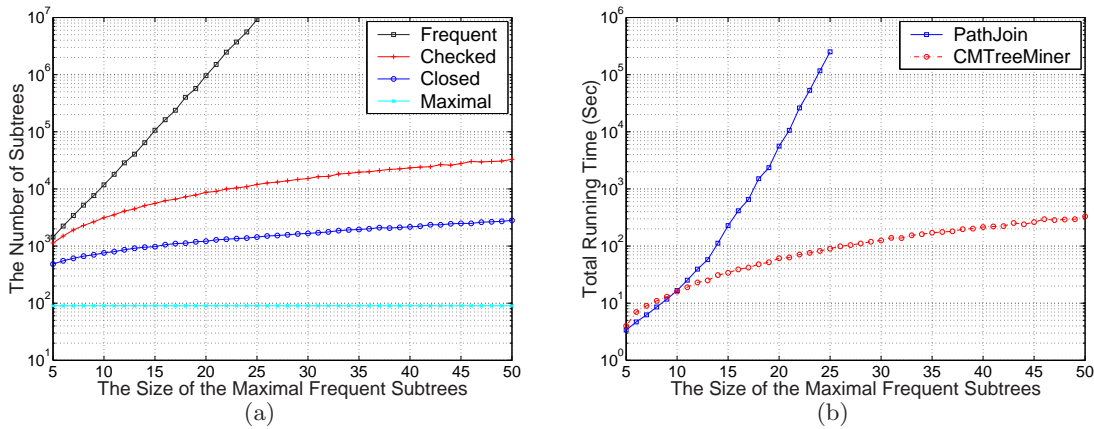 10^7
10^6
10^5
10^4
10^3
10^2
10^1
The Number of Subtrees
Frequent
Checked
Closed
Maximal
5 10 15 20 25 30 35 40 45 50
The Size of the Maximal Frequent Subtrees
(a)
10^6
10^5
10^4
10^3
10^2
10^1
10^0
Total Running Time (Sec)
PathJoin
CMTreeMiner
5 10 15 20 25 30 35 40 45 50
The Size of the Maximal Frequent Subtrees
(b)